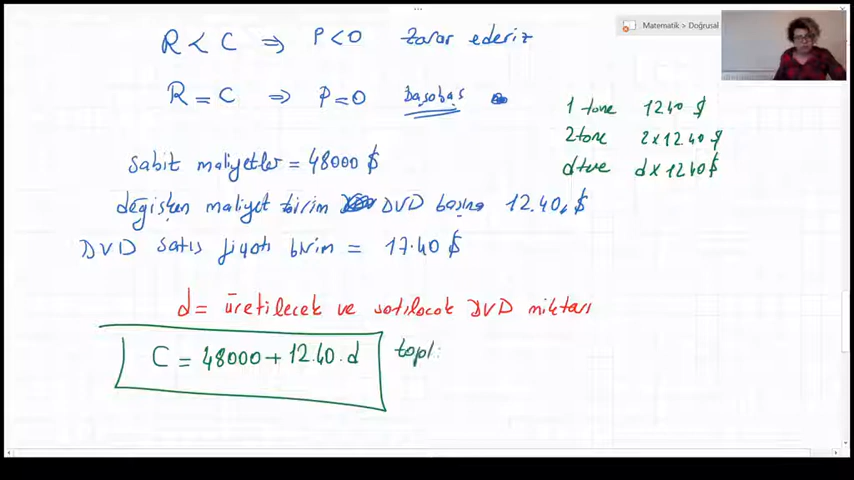 R < C ⇒ P < 0 zarar ederiz
R = C ⇒ P = 0 başabaş
Matematik > Doğrusal
1 tane 12.40 $
2 tane 2 x 12.40 $
d tane d x 12.40 $
Sabit maliyetler = 48000 $
değişken maliyet birim DVD başına 12.40 $
DVD satış fiyatı birim = 17.40 $
d = üretilecek ve satılacak DVD miktarı
C = 48000 + 12.40 . d topl